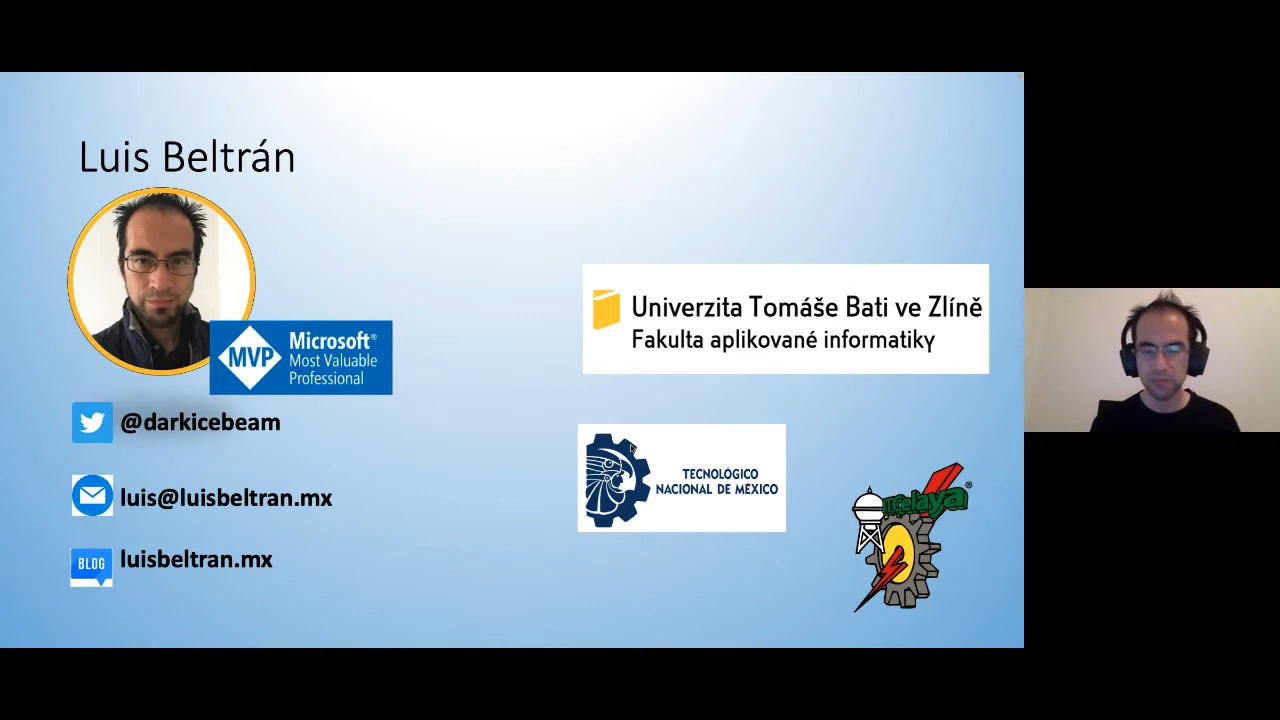 Luis Beltrán
MVP
Microsoft®
Most Valuable
Professional
@darkicebeam
luis@luisbeltran.mx
BLOG
luisbeltran.mx
Univerzita Tomáše Bati ve Zlíně
Fakulta aplikované informatiky
TECNOLÓGICO
NACIONAL DE MÉXICO
ITCelaya®